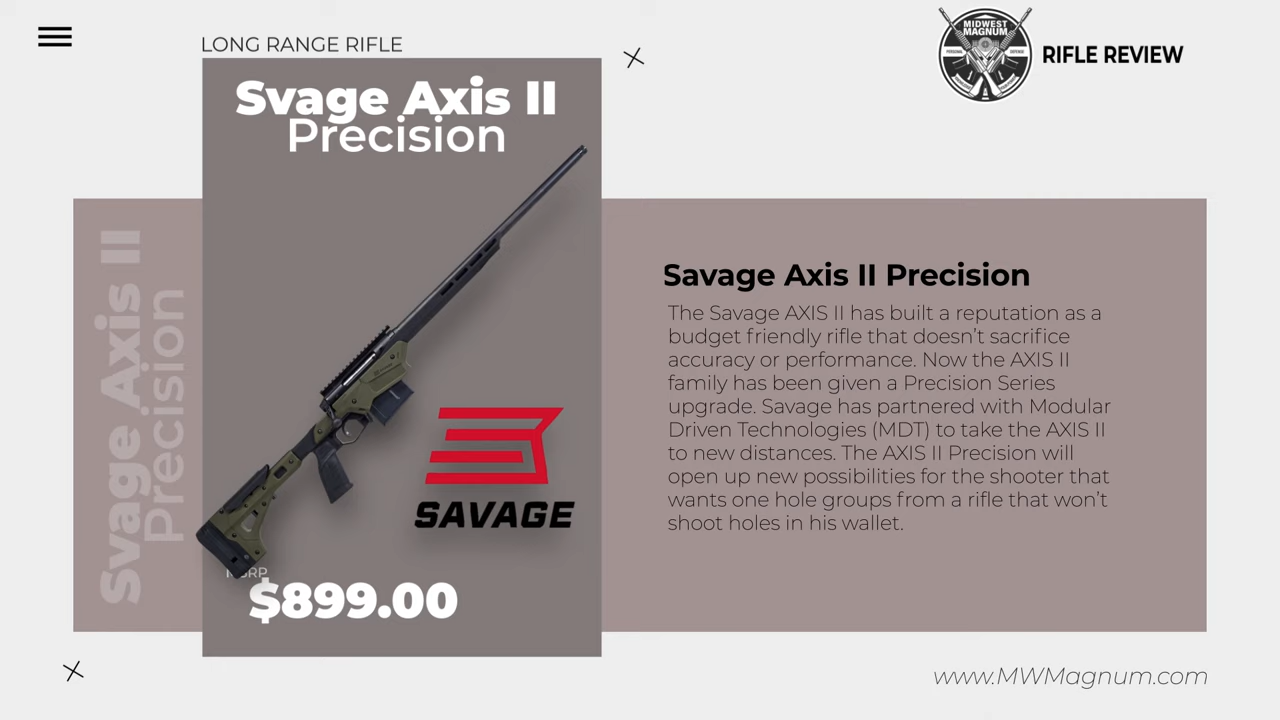 LONG RANGE RIFLE
MIDWEST
MAGNUM
PERSONAL
DEFENSE
RIFLE REVIEW
Svage Axis II
Precision
Svage Axis II
Precision
SAVAGE
$899.00
Savage Axis II Precision
The Savage AXIS II has built a reputation as a
budget friendly rifle that doesn't sacrifice
accuracy or performance. Now the AXIS II
family has been given a Precision Series
upgrade. Savage has partnered with Modular
Driven Technologies (MDT) to take the AXIS II
to new distances. The AXIS II Precision will
open up new possibilities for the shooter that
wants one hole groups from a rifle that won't
shoot holes in his wallet.
www.MWMagnum.com